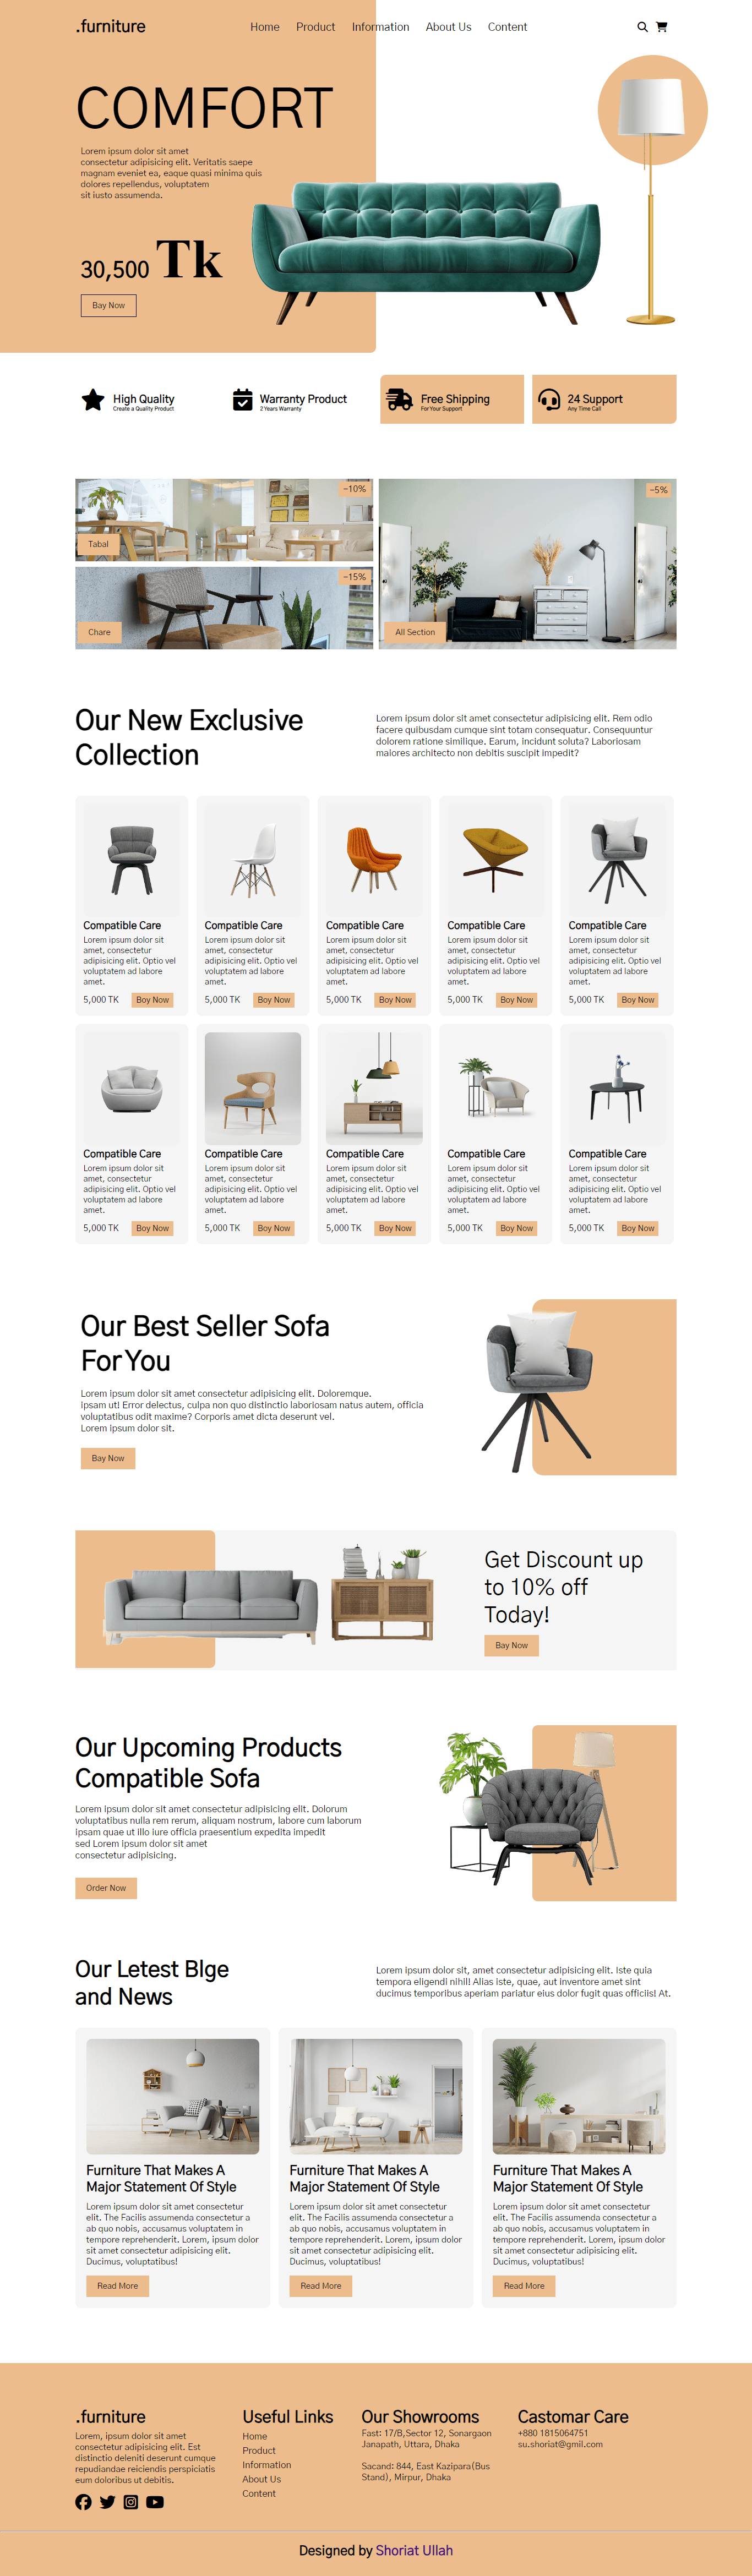 .furniture
Home Product Information About Us Content
COMFORT
Lorem ipsum dolor sit amet
consectetur adipisicing elit. Veritatis saepe
magnam eveniet ea, eaque quasi minima quis
dolores repellendus, voluptatem
sit iusto assumenda.
30,500 Tk
Bay Now
High Quality
Create a Quality Product
Warranty Product
2 Years Warranty
Free Shipping
For Your Support
24 Support
Any Time Call
-10%
Tabal
-15%
Chare
-5%
All Section
Our New Exclusive
Collection
Lorem ipsum dolor sit amet consectetur adipisicing elit. Rem odio
facere quibusdam cumque sint totam consequatur. Consequuntur
dolorem ratione similique. Earum, incidunt soluta? Laboriosam
maiores architecto non debitis suscipit impedit?
Compatible Care
Lorem ipsum dolor sit
amet, consectetur
adipisicing elit. Optio vel
voluptatem ad labore
amet.
5,000 TK Boy Now
Compatible Care
Lorem ipsum dolor sit
amet, consectetur
adipisicing elit. Optio vel
voluptatem ad labore
amet.
5,000 TK Boy Now
Compatible Care
Lorem ipsum dolor sit
amet, consectetur
adipisicing elit. Optio vel
voluptatem ad labore
amet.
5,000 TK Boy Now
Compatible Care
Lorem ipsum dolor sit
amet, consectetur
adipisicing elit. Optio vel
voluptatem ad labore
amet.
5,000 TK Boy Now
Compatible Care
Lorem ipsum dolor sit
amet, consectetur
adipisicing elit. Optio vel
voluptatem ad labore
amet.
5,000 TK Boy Now
Compatible Care
Lorem ipsum dolor sit
amet, consectetur
adipisicing elit. Optio vel
voluptatem ad labore
amet.
5,000 TK Boy Now
Compatible Care
Lorem ipsum dolor sit
amet, consectetur
adipisicing elit. Optio vel
voluptatem ad labore
amet.
5,000 TK Boy Now
Compatible Care
Lorem ipsum dolor sit
amet, consectetur
adipisicing elit. Optio vel
voluptatem ad labore
amet.
5,000 TK Boy Now
Compatible Care
Lorem ipsum dolor sit
amet, consectetur
adipisicing elit. Optio vel
voluptatem ad labore
amet.
5,000 TK Boy Now
Compatible Care
Lorem ipsum dolor sit
amet, consectetur
adipisicing elit. Optio vel
voluptatem ad labore
amet.
5,000 TK Boy Now
Our Best Seller Sofa
For You
Lorem ipsum dolor sit amet consectetur adipisicing elit. Doloremque.
ipsam ut! Error delectus, culpa non quo distinctio laboriosam natus autem, officia
voluptatibus odit maxime? Corporis amet dicta deserunt vel.
Lorem ipsum dolor sit.
Bay Now
Get Discount up
to 10% off
Today!
Bay Now
Our Upcoming Products
Compatible Sofa
Lorem ipsum dolor sit amet consectetur adipisicing elit. Dolorum
voluptatibus nulla rem rerum, aliquam nostrum, labore cum laborum
ipsam quae ut illo iure officia praesentium expedita impedit
sed Lorem ipsum dolor sit amet
consectetur adipisicing.
Order Now
Our Letest Blge
and News
Lorem ipsum dolor sit, amet consectetur adipisicing elit. Iste quia
tempora eligendi nihil! Alias iste, quae, aut inventore amet sint
ducimus temporibus aperiam pariatur eius dolor fugit quas officiis! At.
Furniture That Makes A
Major Statement Of Style
Lorem ipsum dolor sit amet consectetur
elit. The Facilis assumenda consectetur a
ab quo nobis, accusamus voluptatem in
tempore reprehenderit. Lorem, ipsum dolor
sit amet consectetur adipisicing elit.
Ducimus, voluptatibus!
Read More
Furniture That Makes A
Major Statement Of Style
Lorem ipsum dolor sit amet consectetur
elit. The Facilis assumenda consectetur a
ab quo nobis, accusamus voluptatem in
tempore reprehenderit. Lorem, ipsum dolor
sit amet consectetur adipisicing elit.
Ducimus, voluptatibus!
Read More
Furniture That Makes A
Major Statement Of Style
Lorem ipsum dolor sit amet consectetur
elit. The Facilis assumenda consectetur a
ab quo nobis, accusamus voluptatem in
tempore reprehenderit. Lorem, ipsum dolor
sit amet consectetur adipisicing elit.
Ducimus, voluptatibus!
Read More
.furniture
Lorem, ipsum dolor sit amet
consectetur adipisicing elit. Est
distinctio deleniti deserunt cumque
repudiandae reiciendis perspiciatis
eum doloribus ut debitis.
Useful Links
Home
Product
Information
About Us
Content
Our Showrooms
Fast: 17/B,Sector 12, Sonargaon
Janapath, Uttara, Dhaka
Sacand: 844, East Kazipara(Bus
Stand), Mirpur, Dhaka
Castomar Care
+880 1815064751
su.shoriat@gmil.com
Designed by Shoriat Ullah